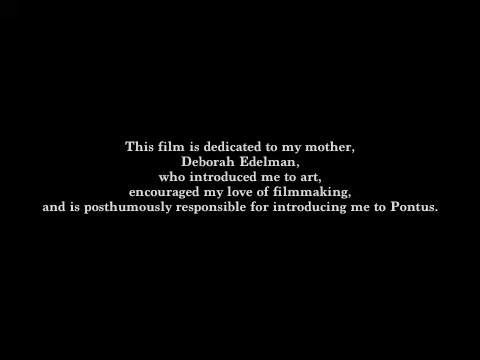 This film is dedicated to my mother,
Deborah Edelman,
who introduced me to art,
encouraged my love of filmmaking,
and is posthumously responsible for introducing me to Pontus.